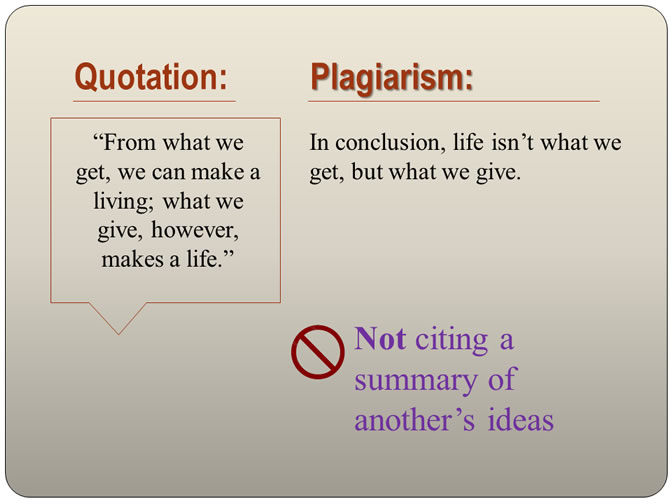 Quotation:
“From what we
get, we can make a
living; what we
give, however,
makes a life.”
Plagiarism:
In conclusion, life isn’t what we
get, but what we give.
Not citing a
summary of
another’s ideas